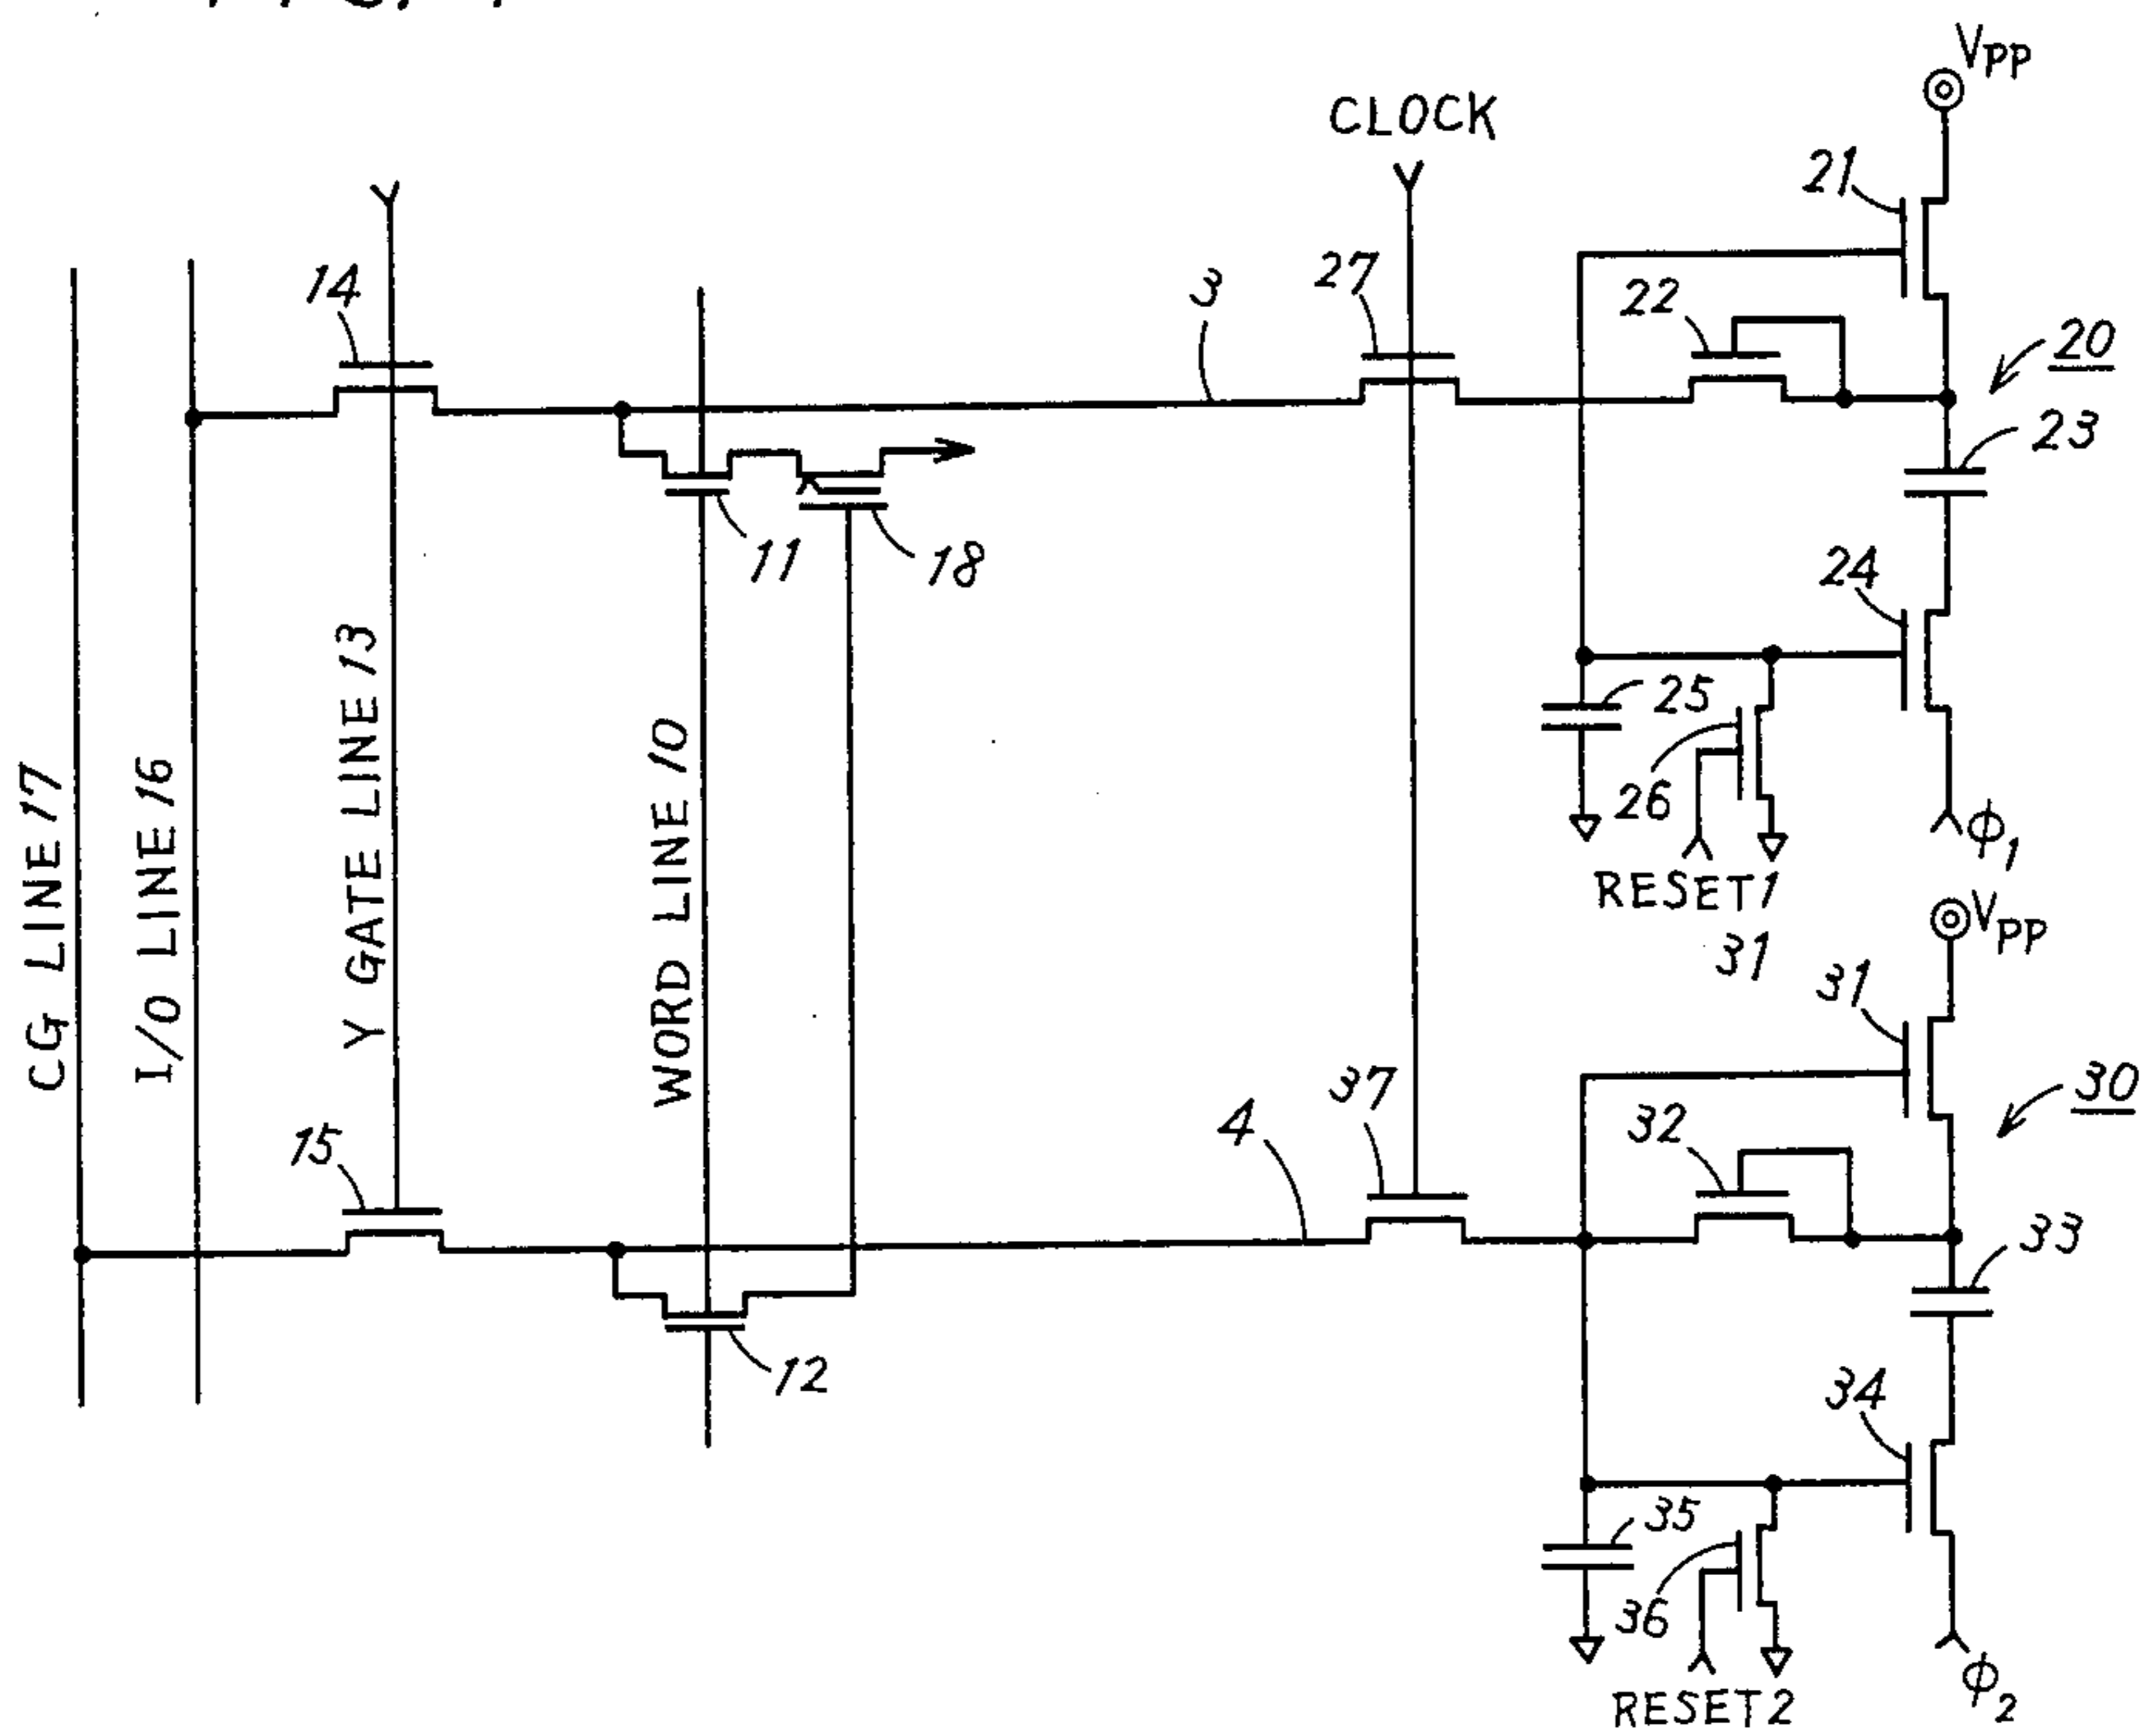 VPP
CLOCK
21
14
27
3
22
20
23
11
18
24
25
26
φ1
RESET1
31
VPP
CG LINE 17
I/O LINE 16
Y GATE LINE 13
WORD LINE 10
31
37
30
4
32
15
33
12
34
35
36
φ2
RESET2